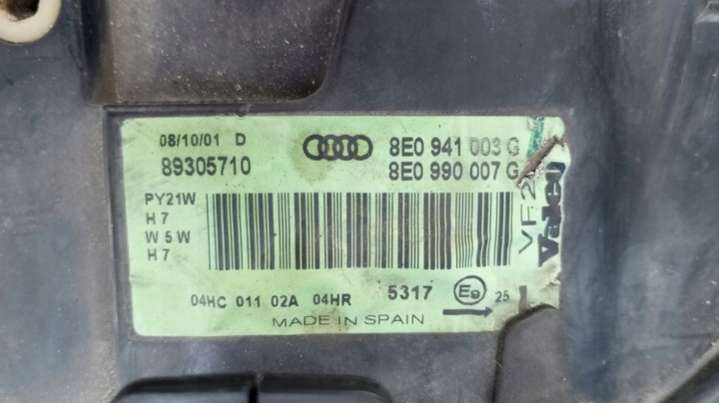 08/10/01 D
8E0 941 003 G
89305710
8E0 990 007 G
PY21W
H7
W5W
H7
04HC 011 02A 04HR
5317
E9
25
MADE IN SPAIN
Valeo